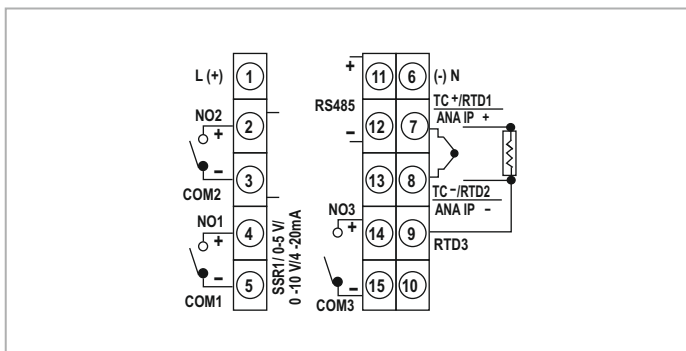 L (+)
1
NO2
+
2
−
3
COM2
NO1
+
4
−
5
COM1
SSR1/ 0-5 V/
0 -10 V/4 -20mA
+
11
6
(-) N
RS485
TC +/RTD1
12
7
ANA IP +
−
13
8
TC −/RTD2
ANA IP −
NO3
+
14
9
RTD3
−
15
10
COM3